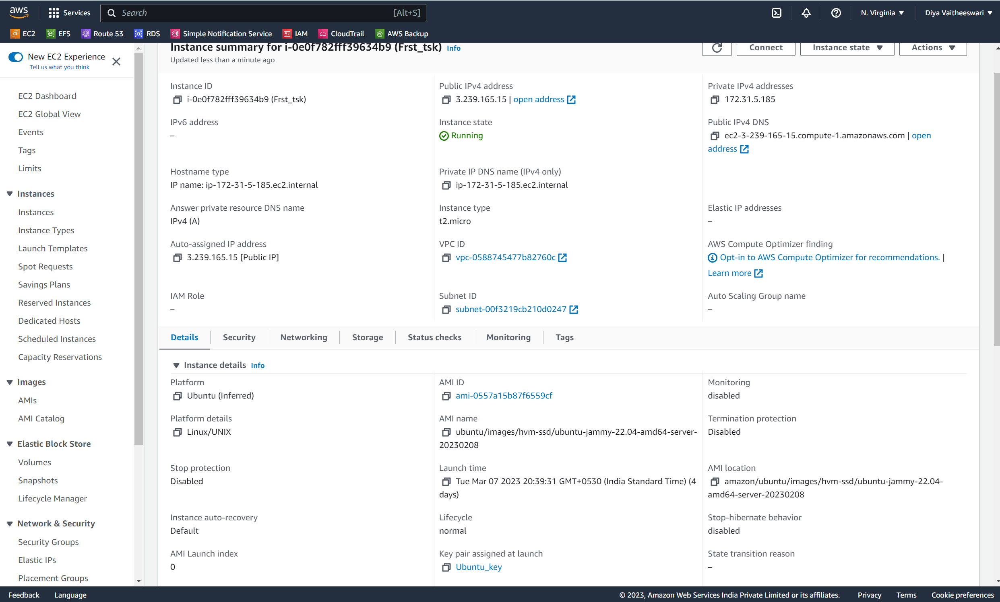 aws
Services
Search
[Alt+S]
N. Virginia
Diya Vaitheeswari
EC2
EFS
Route 53
RDS
Simple Notification Service
IAM
CloudTrail
AWS Backup
New EC2 Experience
Tell us what you think
EC2 Dashboard
EC2 Global View
Events
Tags
Limits
Instances
Instances
Instance Types
Launch Templates
Spot Requests
Savings Plans
Reserved Instances
Dedicated Hosts
Scheduled Instances
Capacity Reservations
Images
AMIs
AMI Catalog
Elastic Block Store
Volumes
Snapshots
Lifecycle Manager
Network & Security
Security Groups
Elastic IPs
Placement Groups
Instance summary for i-0e0f782fff39634b9 (Frst_tsk) Info
Updated less than a minute ago
Connect
Instance state
Actions
Instance ID
i-0e0f782fff39634b9 (Frst_tsk)
Public IPv4 address
3.239.165.15 | open address
Private IPv4 addresses
172.31.5.185
IPv6 address
–
Instance state
Running
Public IPv4 DNS
ec2-3-239-165-15.compute-1.amazonaws.com | open
address
Hostname type
IP name: ip-172-31-5-185.ec2.internal
Private IP DNS name (IPv4 only)
ip-172-31-5-185.ec2.internal
Answer private resource DNS name
IPv4 (A)
Instance type
t2.micro
Elastic IP addresses
–
Auto-assigned IP address
3.239.165.15 [Public IP]
VPC ID
vpc-0588745477b82760c
AWS Compute Optimizer finding
Opt-in to AWS Compute Optimizer for recommendations. |
Learn more
IAM Role
–
Subnet ID
subnet-00f3219cb210d0247
Auto Scaling Group name
–
Details
Security
Networking
Storage
Status checks
Monitoring
Tags
Instance details Info
Platform
Ubuntu (Inferred)
AMI ID
ami-0557a15b87f6559cf
Monitoring
disabled
Platform details
Linux/UNIX
AMI name
ubuntu/images/hvm-ssd/ubuntu-jammy-22.04-amd64-server-
20230208
Termination protection
Disabled
Stop protection
Disabled
Launch time
Tue Mar 07 2023 20:39:31 GMT+0530 (India Standard Time) (4
days)
AMI location
amazon/ubuntu/images/hvm-ssd/ubuntu-jammy-22.04-
amd64-server-20230208
Instance auto-recovery
Default
Lifecycle
normal
Stop-hibernate behavior
disabled
AMI Launch index
0
Key pair assigned at launch
Ubuntu_key
State transition reason
–
Feedback
Language
© 2023, Amazon Web Services India Private Limited or its affiliates.
Privacy
Terms
Cookie preferences